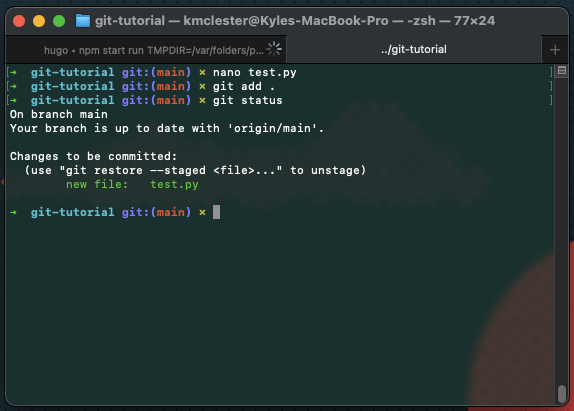 git-tutorial — kmclester@Kyles-MacBook-Pro — -zsh — 77×24
hugo ◂ npm start run TMPDIR=/var/folders/p...
../git-tutorial
+
[➜  git-tutorial git:(main) × nano test.py ]
[➜  git-tutorial git:(main) × git add . ]
[➜  git-tutorial git:(main) × git status ]
On branch main
Your branch is up to date with 'origin/main'.
Changes to be committed:
  (use "git restore --staged <file>..." to unstage)
        new file:   test.py
➜  git-tutorial git:(main) ×